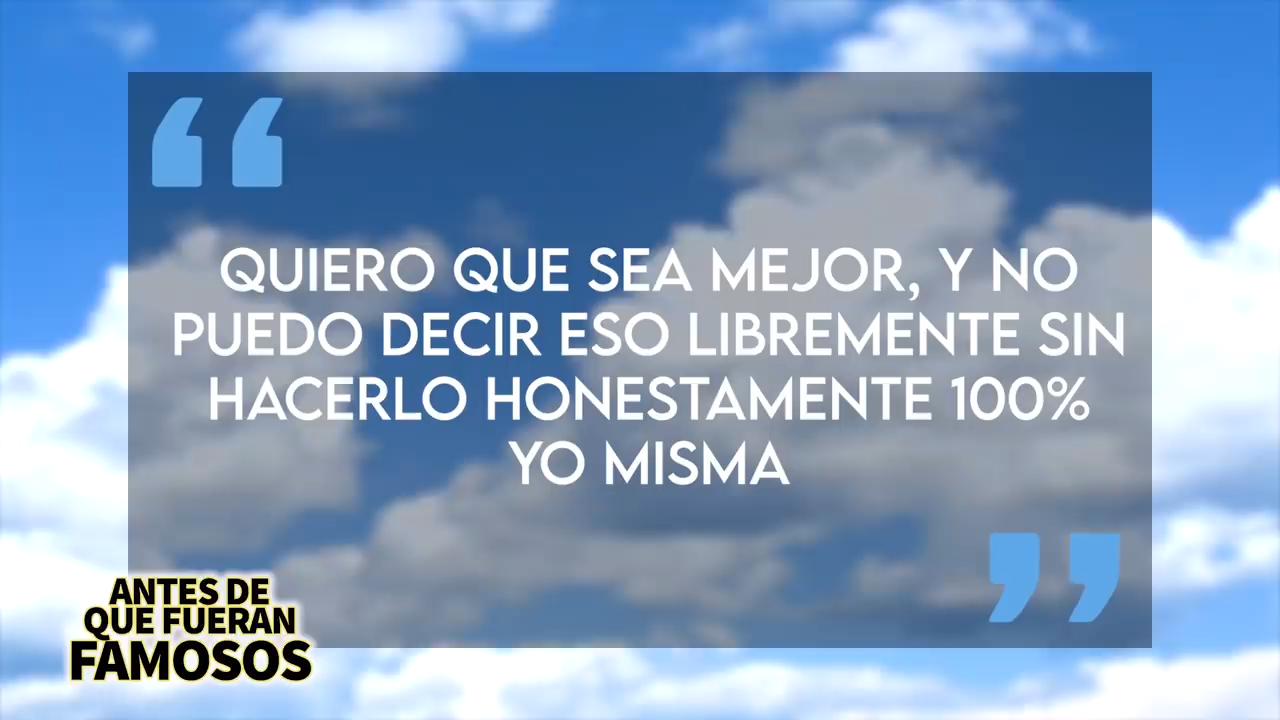 QUIERO QUE SEA MEJOR, Y NO
PUEDO DECIR ESO LIBREMENTE SIN
HACERLO HONESTAMENTE 100%
YO MISMA
ANTES DE
QUE FUERAN
FAMOSOS